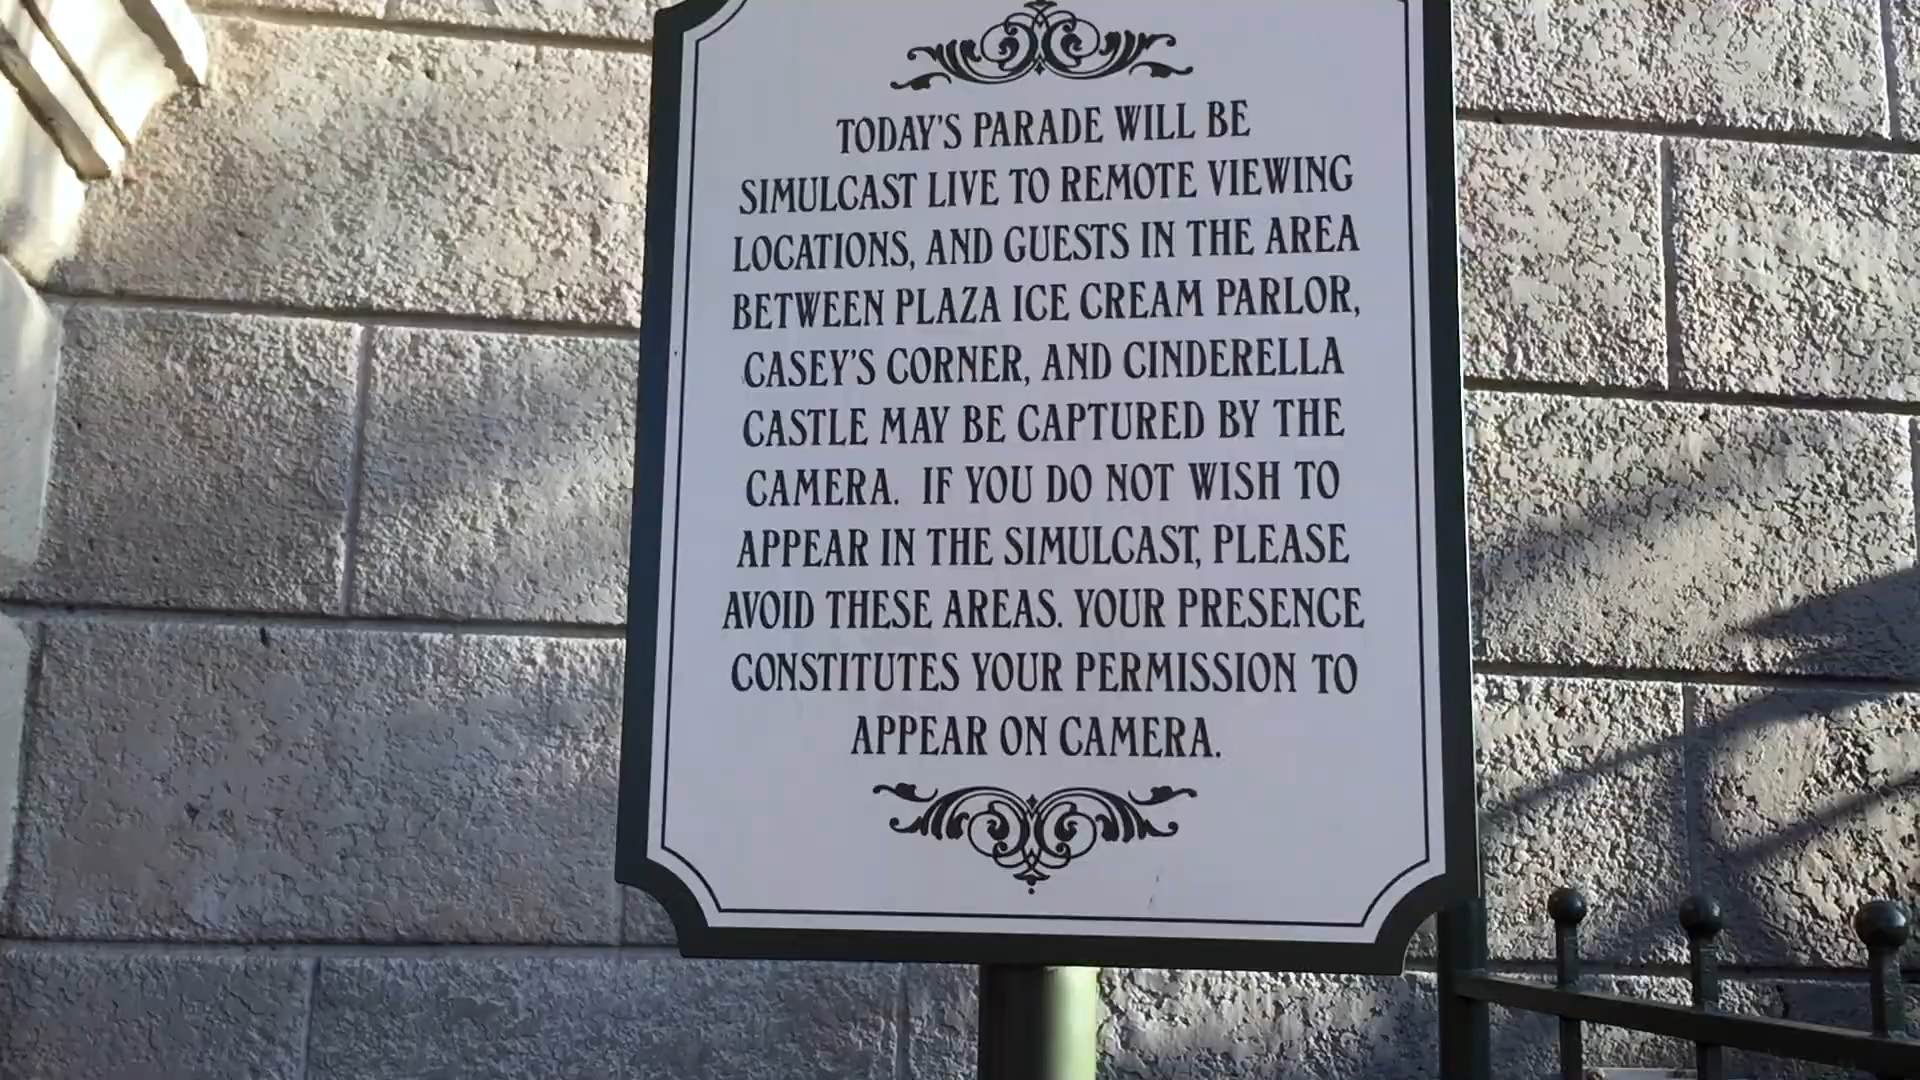 TODAY'S PARADE WILL BE
SIMULCAST LIVE TO REMOTE VIEWING
LOCATIONS, AND GUESTS IN THE AREA
BETWEEN PLAZA ICE CREAM PARLOR,
CASEY'S CORNER, AND CINDERELLA
CASTLE MAY BE CAPTURED BY THE
CAMERA. IF YOU DO NOT WISH TO
APPEAR IN THE SIMULCAST, PLEASE
AVOID THESE AREAS. YOUR PRESENCE
CONSTITUTES YOUR PERMISSION TO
APPEAR ON CAMERA.